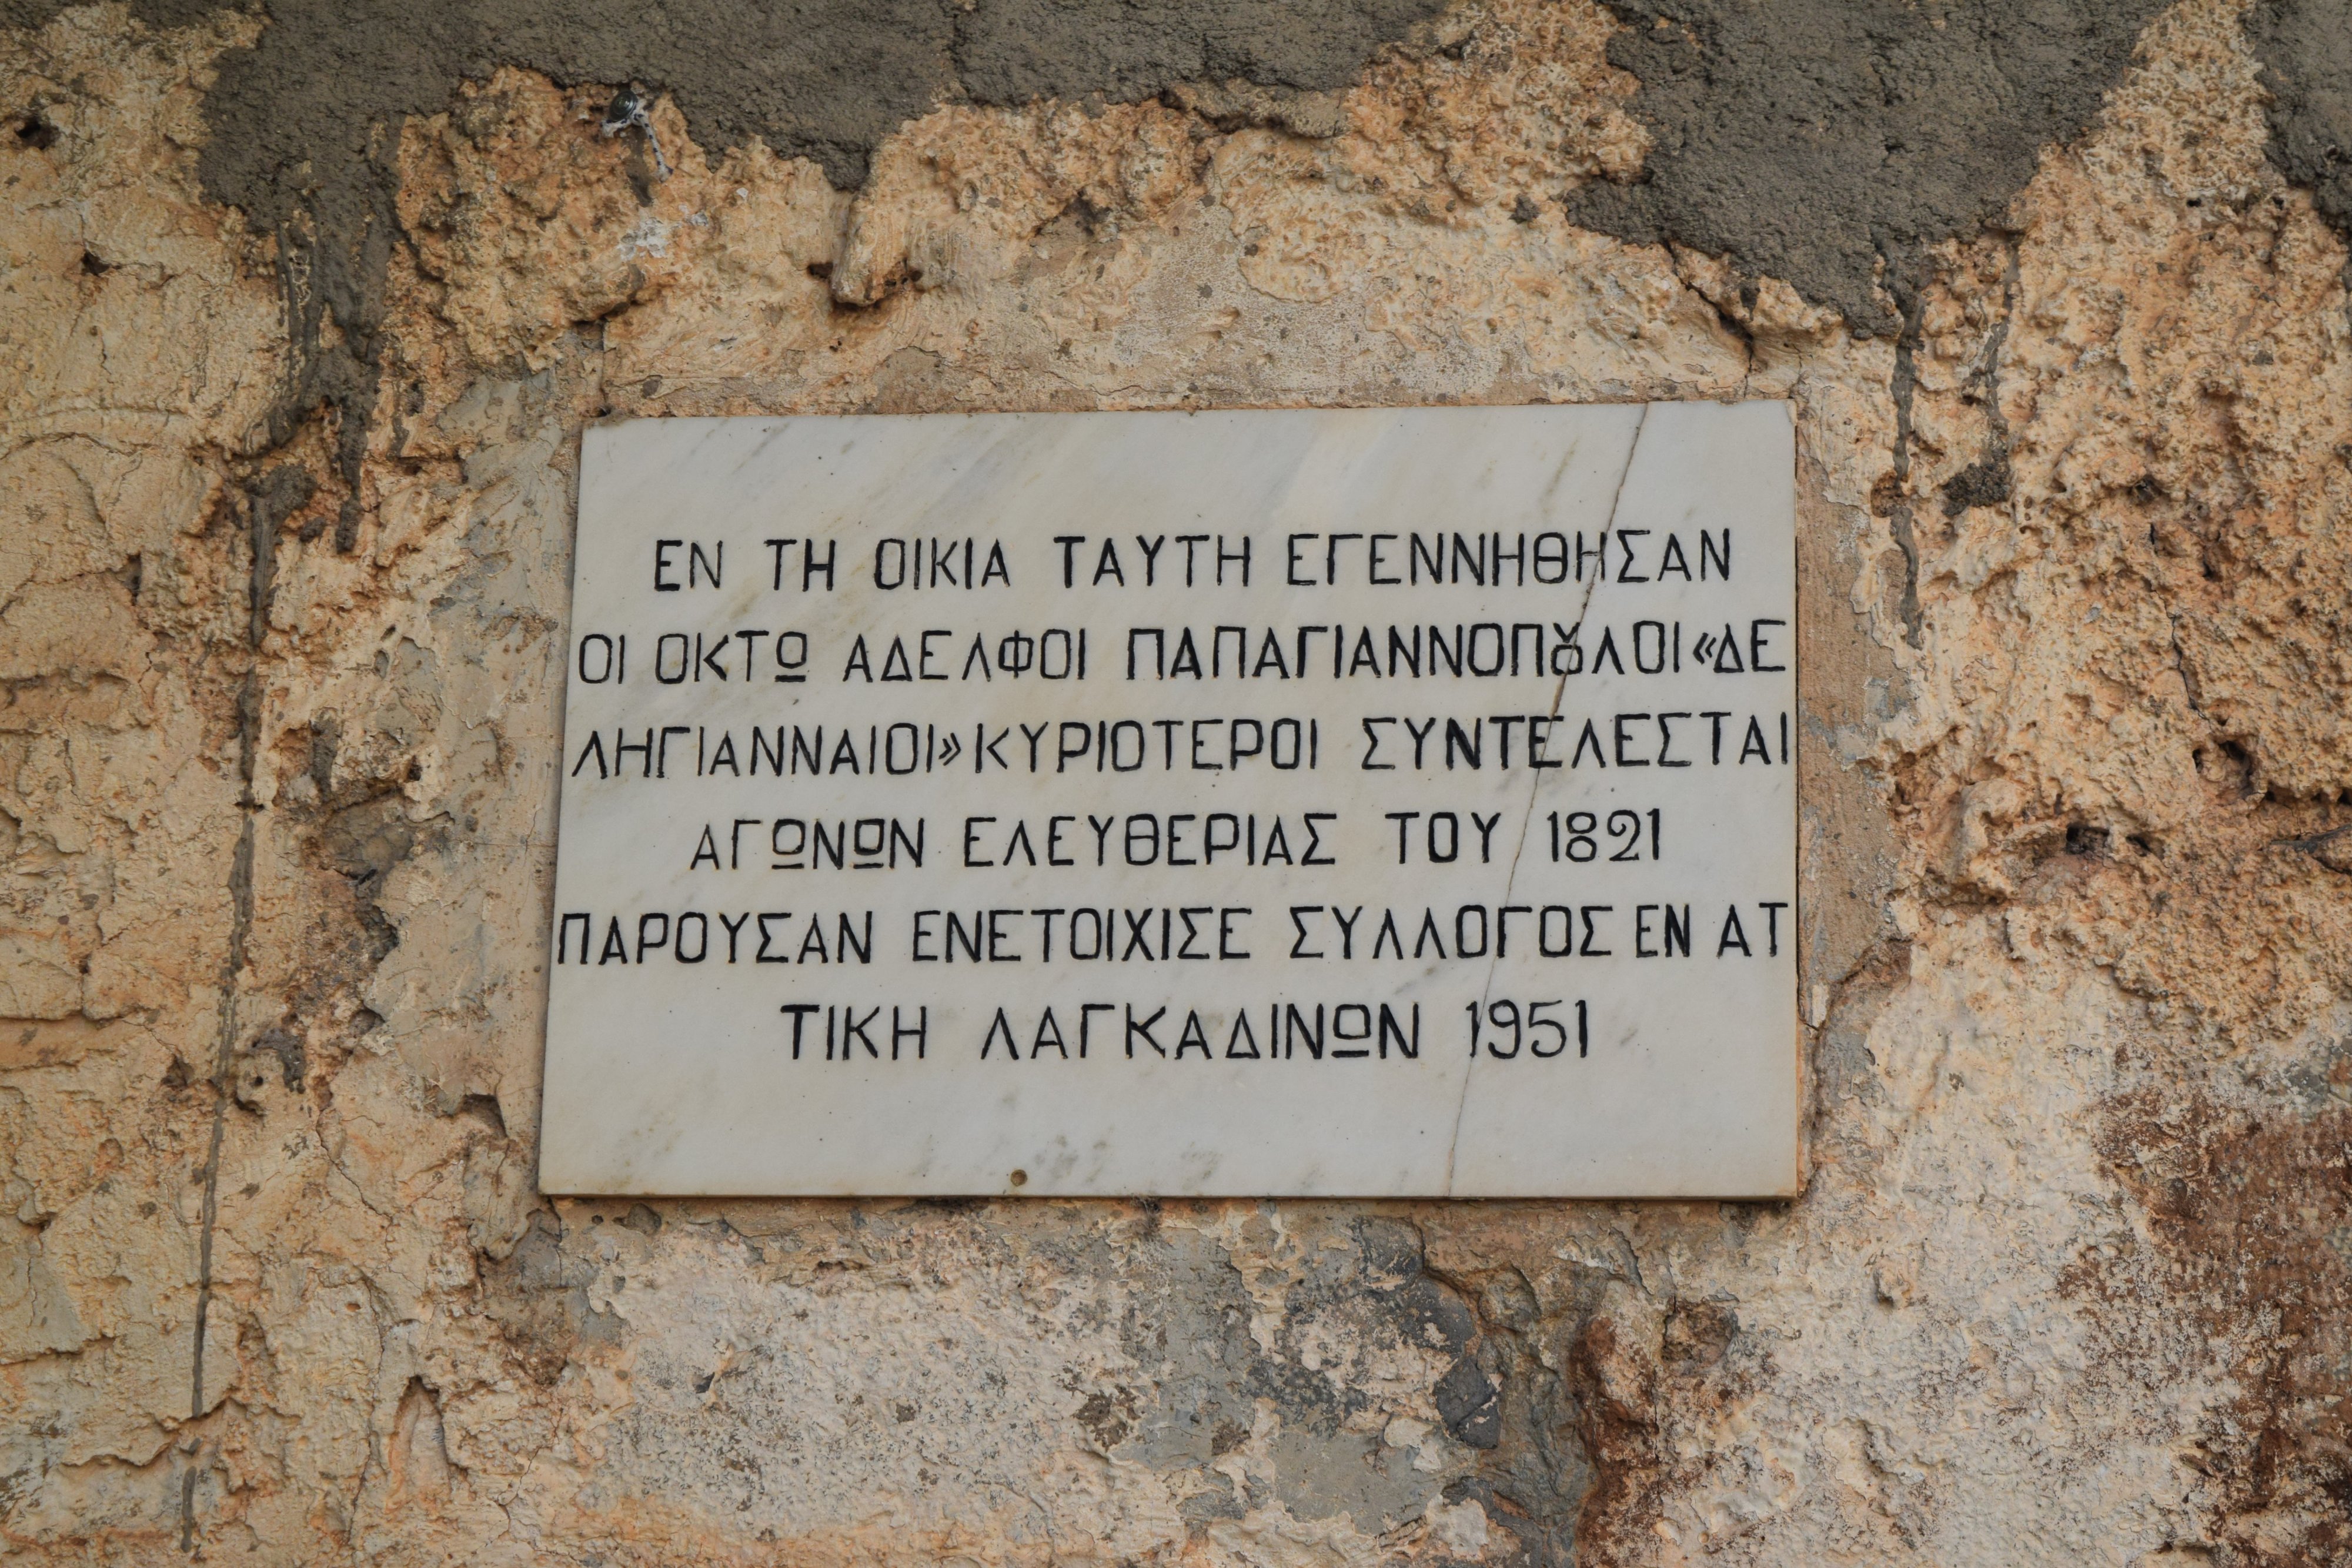 ΕΝ ΤΗ ΟΙΚΙΑ ΤΑΥΤΗ ΕΓΕΝΝΗΘΗΣΑΝ
ΟΙ ΟΚΤΩ ΑΔΕΛΦΟΙ ΠΑΠΑΓΙΑΝΝΟΠȢΛΟΙ «ΔΕ
ΛΗΓΙΑΝΝΑΙΟΙ» ΚΥΡΙΟΤΕΡΟΙ ΣΥΝΤΕΛΕΣΤΑΙ
ΑΓΩΝΩΝ ΕΛΕΥΘΕΡΙΑΣ ΤΟΥ 1821
ΠΑΡΟΥΣΑΝ ΕΝΕΤΟΙΧΙΣΕ ΣΥΛΛΟΓΟΣ ΕΝ ΑΤ
ΤΙΚΗ ΛΑΓΚΑΔΙΝΩΝ 1951